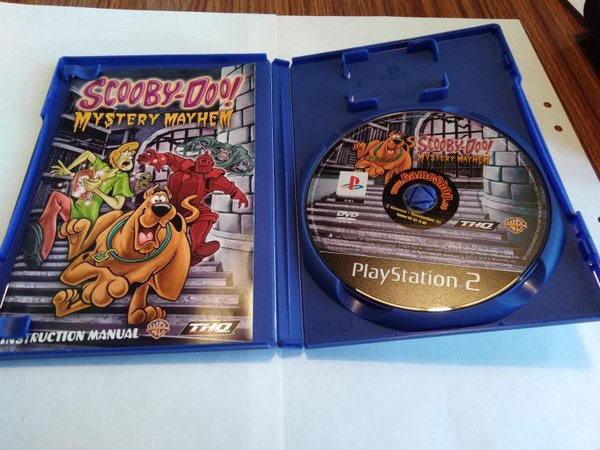 SCOOBY-DOO!
MYSTERY MAYHEM
INSTRUCTION MANUAL
THQ
SCOOBY-DOO!
MYSTERY MAYHEM
PAL
DVD
THQ
PlayStation 2